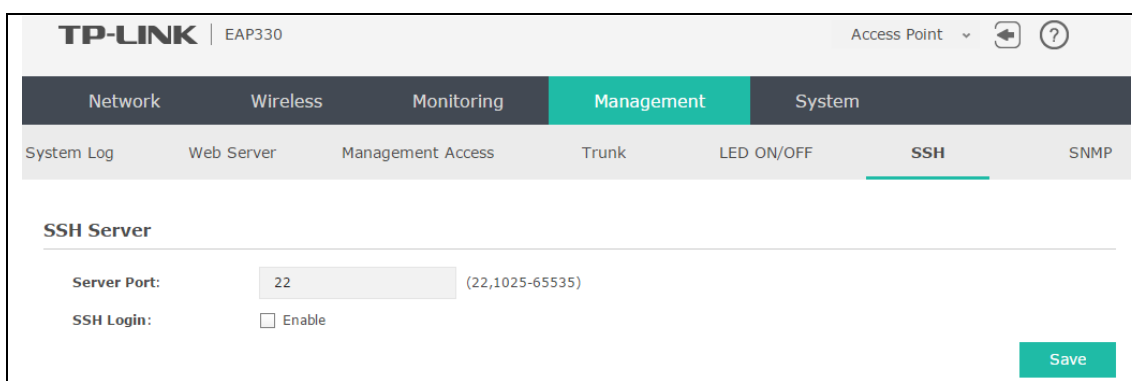 TP-LINK | EAP330 Access Point
Network Wireless Monitoring Management System
System Log Web Server Management Access Trunk LED ON/OFF SSH SNMP
SSH Server
Server Port: 22 (22,1025-65535)
SSH Login: Enable
Save